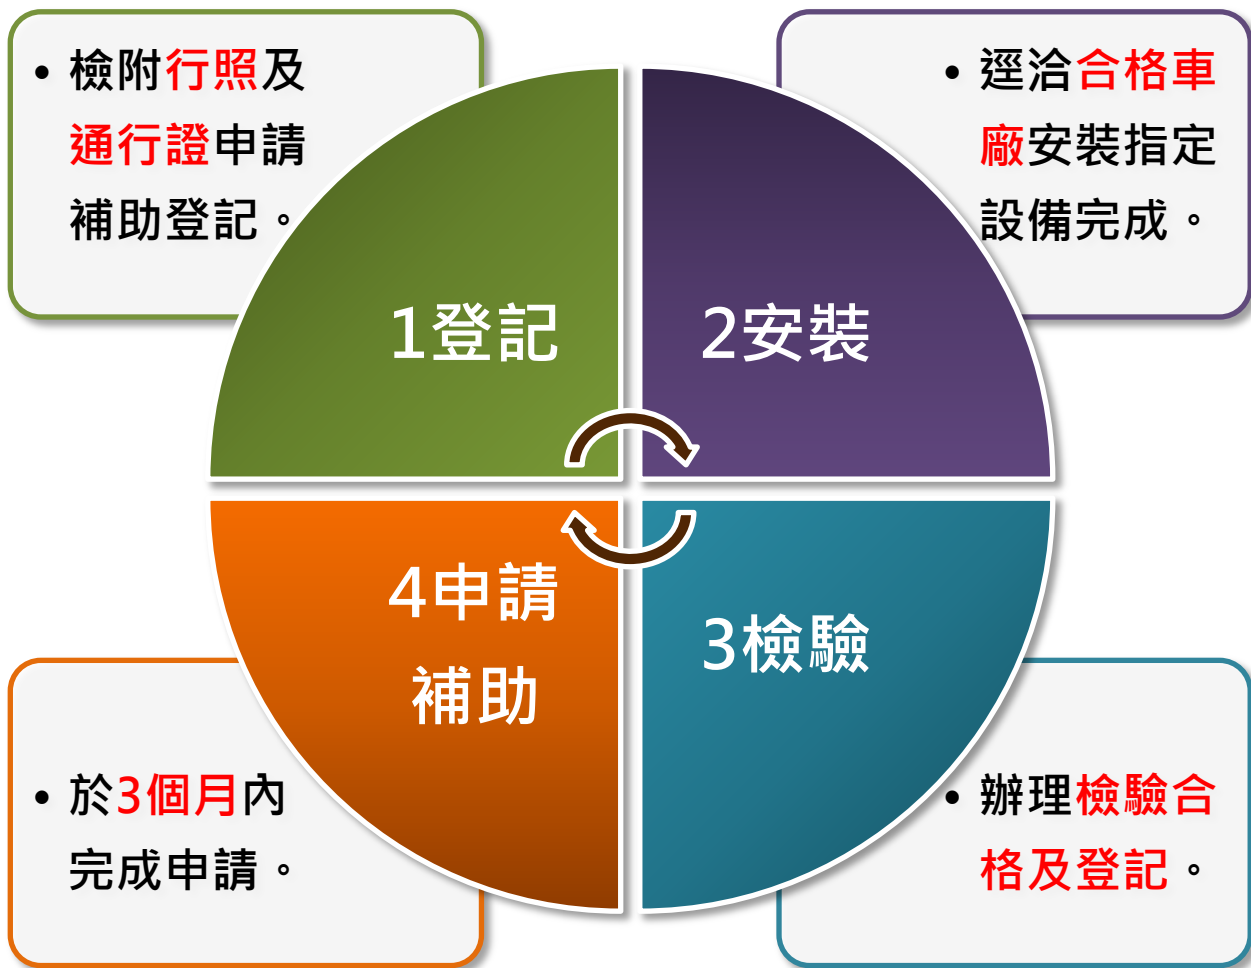 • 檢附行照及
通行證申請
補助登記。
1登記
• 逕洽合格車
廠安裝指定
設備完成。
2安裝
3檢驗
• 辦理檢驗合
格及登記。
4申請
補助
• 於3個月內
完成申請。